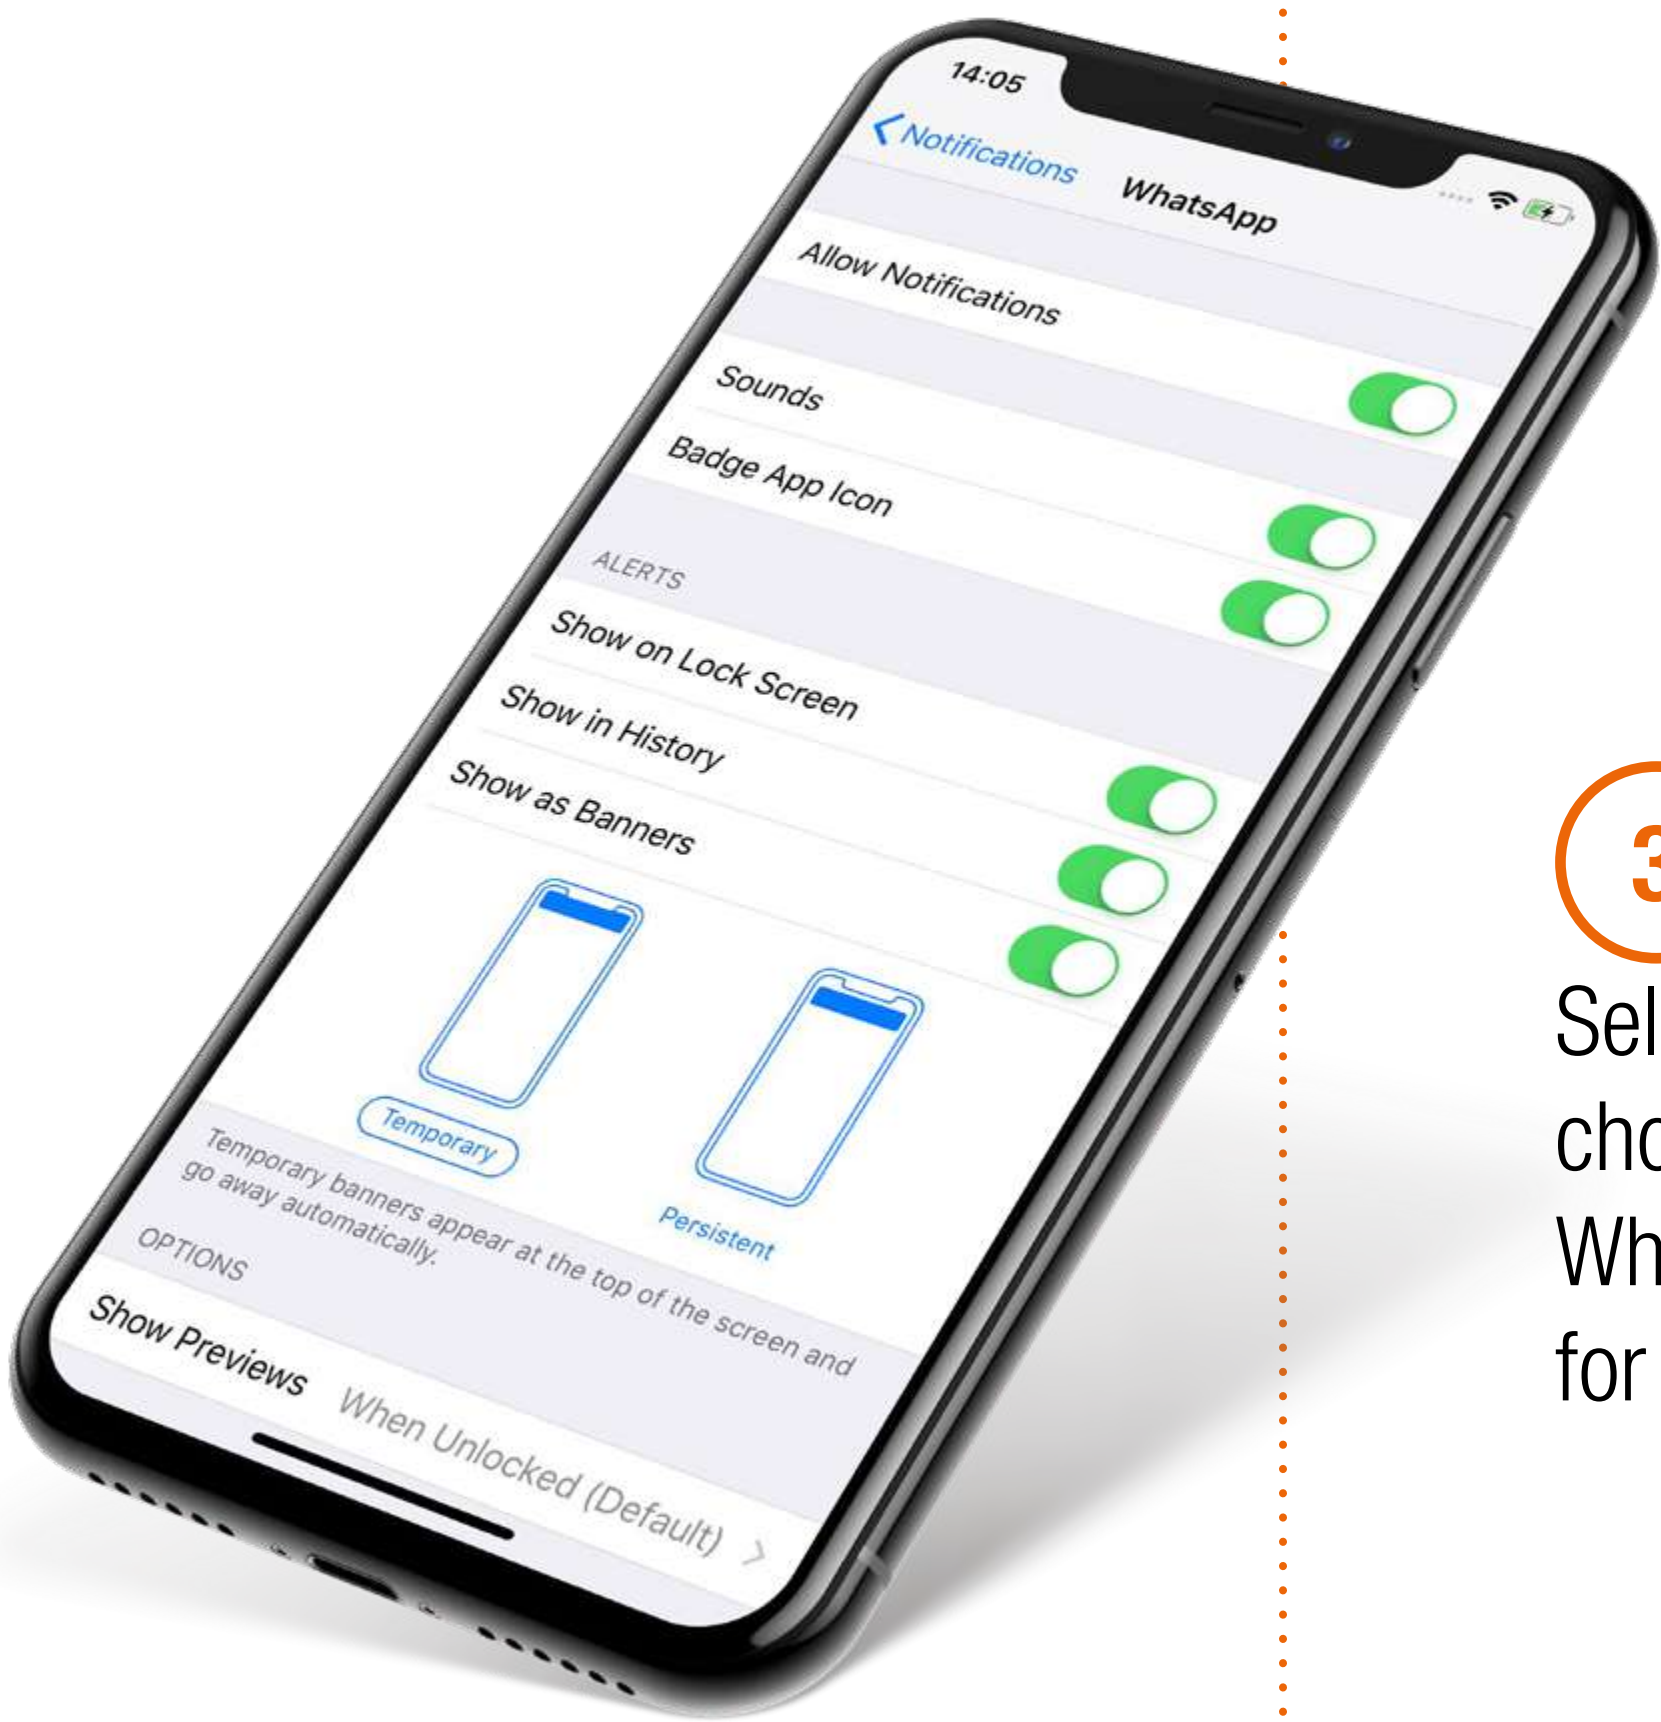 14:05
Notifications
WhatsApp
Allow Notifications
Sounds
Badge App Icon
ALERTS
Show on Lock Screen
Show in History
Show as Banners
Temporary
Persistent
Temporary banners appear at the top of the screen and
go away automatically.
OPTIONS
Show Previews When Unlocked (Default)
3
Sel
cho
Wh
for